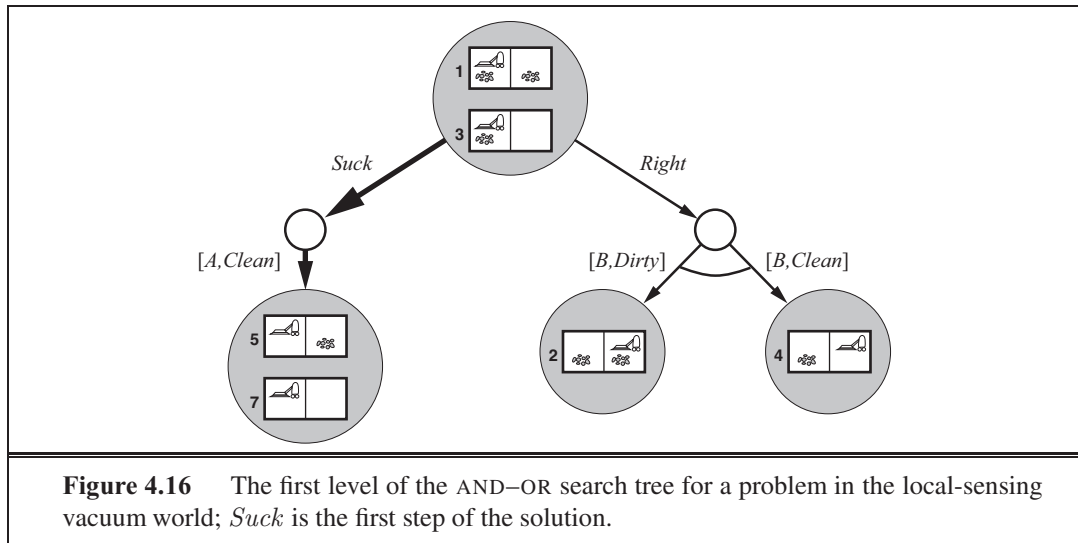 1
3
Suck
Right
[A,Clean]
[B,Dirty]
[B,Clean]
5
7
2
4
Figure 4.16 The first level of the AND–OR search tree for a problem in the local-sensing
vacuum world; Suck is the first step of the solution.